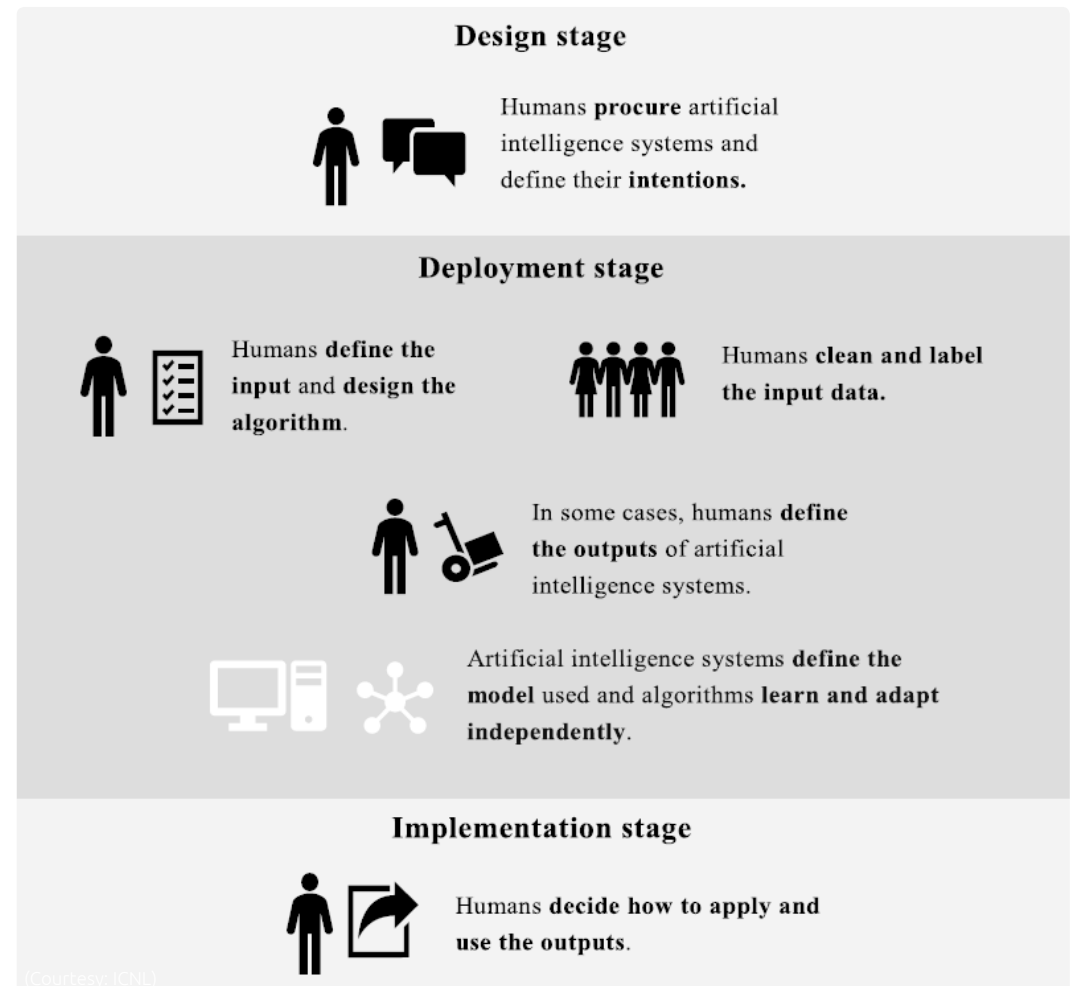 Design stage
Humans procure artificial
intelligence systems and
define their intentions.
Deployment stage
Humans define the
input and design the
algorithm.
Humans clean and label
the input data.
In some cases, humans define
the outputs of artificial
intelligence systems.
Artificial intelligence systems define the
model used and algorithms learn and adapt
independently.
Implementation stage
Humans decide how to apply and
use the outputs.
(Courtesy: ICNL)